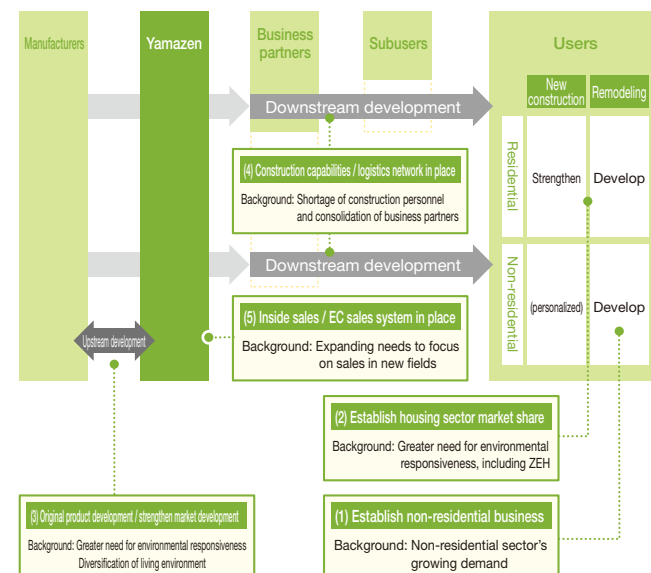 Manufacturers
Yamazen
Business
partners
Subusers
Users
New
construction
Remodeling
Downstream development
Residential
Strengthen
Develop
(4) Construction capabilities / logistics network in place
Background: Shortage of construction personnel
and consolidation of business partners
Downstream development
Non-residential
(personalized)
Develop
Upstream development
(5) Inside sales / EC sales system in place
Background: Expanding needs to focus
on sales in new fields
(2) Establish housing sector market share
Background: Greater need for environmental
responsiveness, including ZEH
(3) Original product development / strengthen market development
Background: Greater need for environmental responsiveness
Diversification of living environment
(1) Establish non-residential business
Background: Non-residential sector's
growing demand